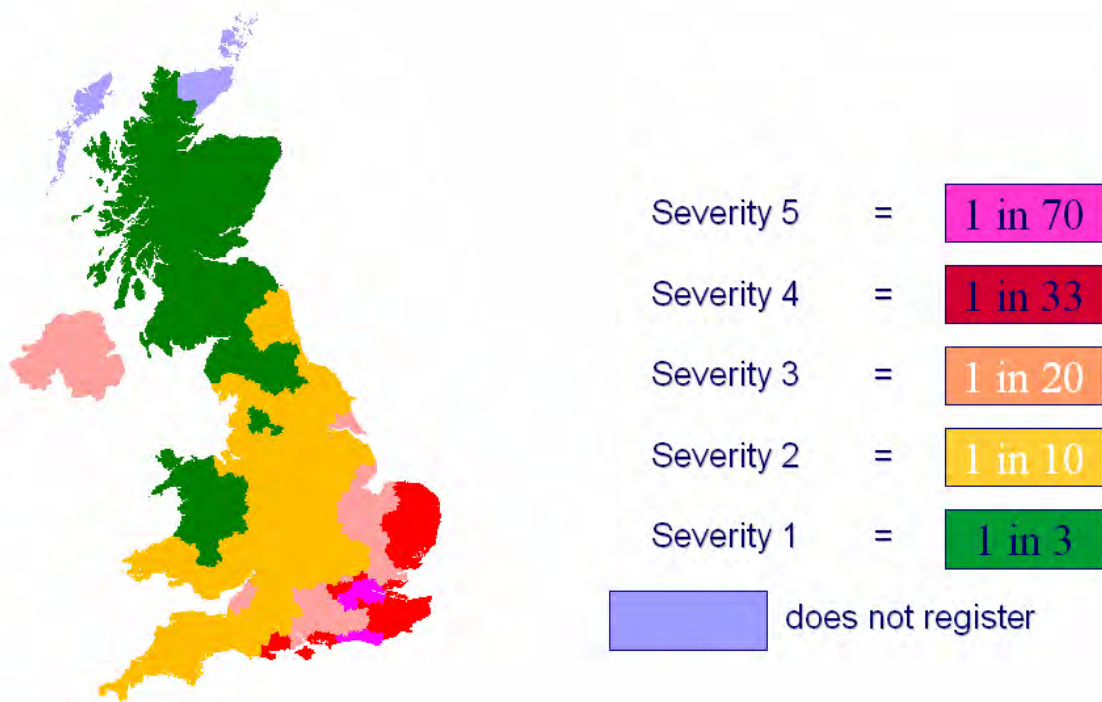 Severity 5 = 1 in 70
Severity 4 = 1 in 33
Severity 3 = 1 in 20
Severity 2 = 1 in 10
Severity 1 = 1 in 3
does not register